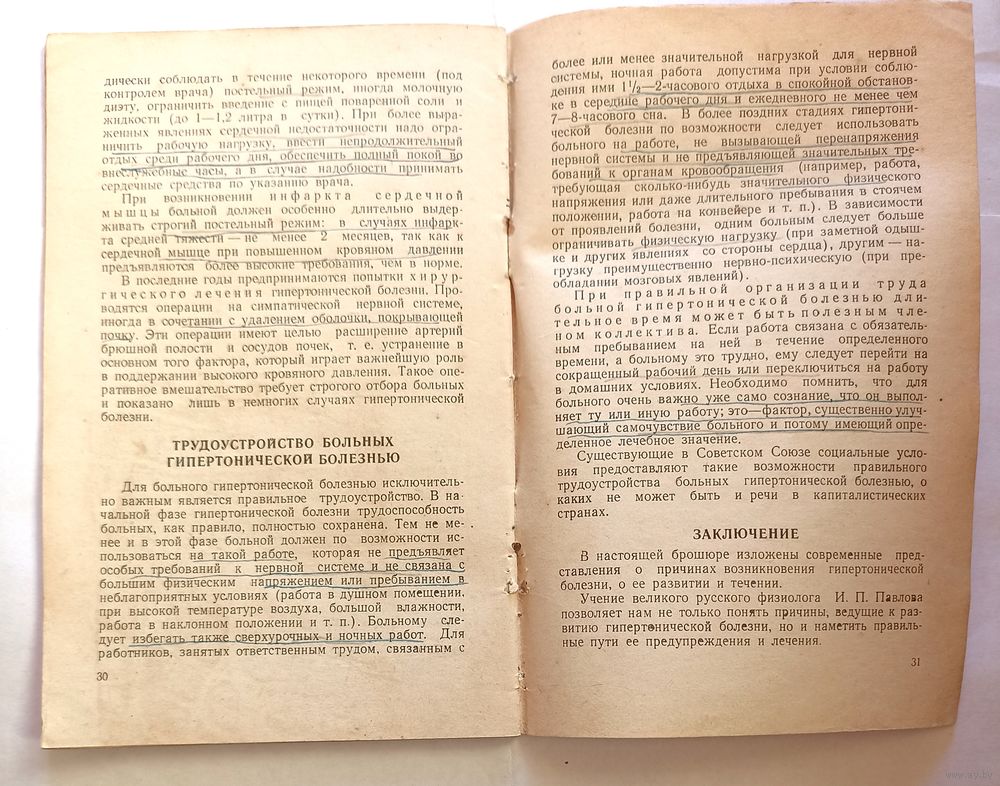 дически соблюдать в течение некоторого времени (под
контролем врача) постельный режим, иногда молочную
диету, ограничить введение с пищей поваренной соли и
жидкости (до 1—1,2 литра в сутки). При более выра-
женных явлениях сердечной недостаточности надо огра-
ничить рабочую нагрузку, ввести непродолжительный
отдых среди рабочего дня, обеспечить полный покой во
внеслужебные часы, а в случае надобности принимать
сердечные средства по указанию врача.
При возникновении инфаркта сердечной
мышцы больной должен особенно длительно выдер-
живать строгий постельный режим: в случаях инфарк-
та средней тяжести — не менее 2 месяцев, так как к
сердечной мышце при повышенном кровяном давлении
предъявляются более высокие требования, чем в норме.
В последние годы предпринимаются попытки хирур-
гического лечения гипертонической болезни. Про-
водятся операции на симпатической нервной системе,
иногда в сочетании с удалением оболочки, покрывающей
почку. Эти операции имеют целью расширение артерий
брюшной полости и сосудов почек, т. е. устранение в
основном того фактора, который играет важнейшую роль
в поддержании высокого кровяного давления. Такое опе-
ративное вмешательство требует строгого отбора больных
и показано лишь в немногих случаях гипертонической
болезни.
ТРУДОУСТРОЙСТВО БОЛЬНЫХ
ГИПЕРТОНИЧЕСКОЙ БОЛЕЗНЬЮ
Для больного гипертонической болезнью исключитель-
но важным является правильное трудоустройство. В на-
чальной фазе гипертонической болезни трудоспособность
больных, как правило, полностью сохранена. Тем не ме-
нее и в этой фазе больной должен по возможности ис-
пользоваться на такой работе, которая не предъявляет
особых требований к нервной системе и не связана с
большим физическим напряжением или пребыванием в
неблагоприятных условиях (работа в душном помещении,
при высокой температуре воздуха, большой влажности,
работа в наклонном положении и т. п.). Больному сле-
дует избегать также сверхурочных и ночных работ. Для
работников, занятых ответственным трудом, связанным с
30
более или менее значительной нагрузкой для нервной
системы, ночная работа допустима при условии соблю-
дения ими 1 1/2—2-часового отдыха в спокойной обстанов-
ке в середине рабочего дня и ежедневного не менее чем
7—8-часового сна. В более поздних стадиях гипертони-
ческой болезни по возможности следует использовать
больного на работе, не вызывающей перенапряжения
нервной системы и не предъявляющей значительных тре-
бований к органам кровообращения (например, работа,
требующая сколько-нибудь значительного физического
напряжения или даже длительного пребывания в стоячем
положении, работа на конвейере и т. п.). В зависимости
от проявлений болезни, одним больным следует больше
ограничивать физическую нагрузку (при заметной одыш-
ке и других явлениях со стороны сердца), другим — на-
грузку преимущественно нервно-психическую (при пре-
обладании мозговых явлений).
При правильной организации труда
больной гипертонической болезнью дли-
тельное время может быть полезным чле-
ном коллектива. Если работа связана с обязатель-
ным пребыванием на ней в течение определенного
времени, а больному это трудно, ему следует перейти на
сокращенный рабочий день или переключиться на работу
в домашних условиях. Необходимо помнить, что для
больного очень важно уже само сознание, что он выпол-
няет ту или иную работу; это—фактор, существенно улуч-
шающий самочувствие больного и потому имеющий опре-
деленное лечебное значение.
Существующие в Советском Союзе социальные усло-
вия предоставляют такие возможности правильного
трудоустройства больных гипертонической болезнью, о
каких не может быть и речи в капиталистических
странах.
ЗАКЛЮЧЕНИЕ
В настоящей брошюре изложены современные пред-
ставления о причинах возникновения гипертонической
болезни, о ее развитии и течении.
Учение великого русского физиолога И. П. Павлова
позволяет нам не только понять причины, ведущие к раз-
витию гипертонической болезни, но и наметить правиль-
ные пути ее предупреждения и лечения.
31
www.ay.by